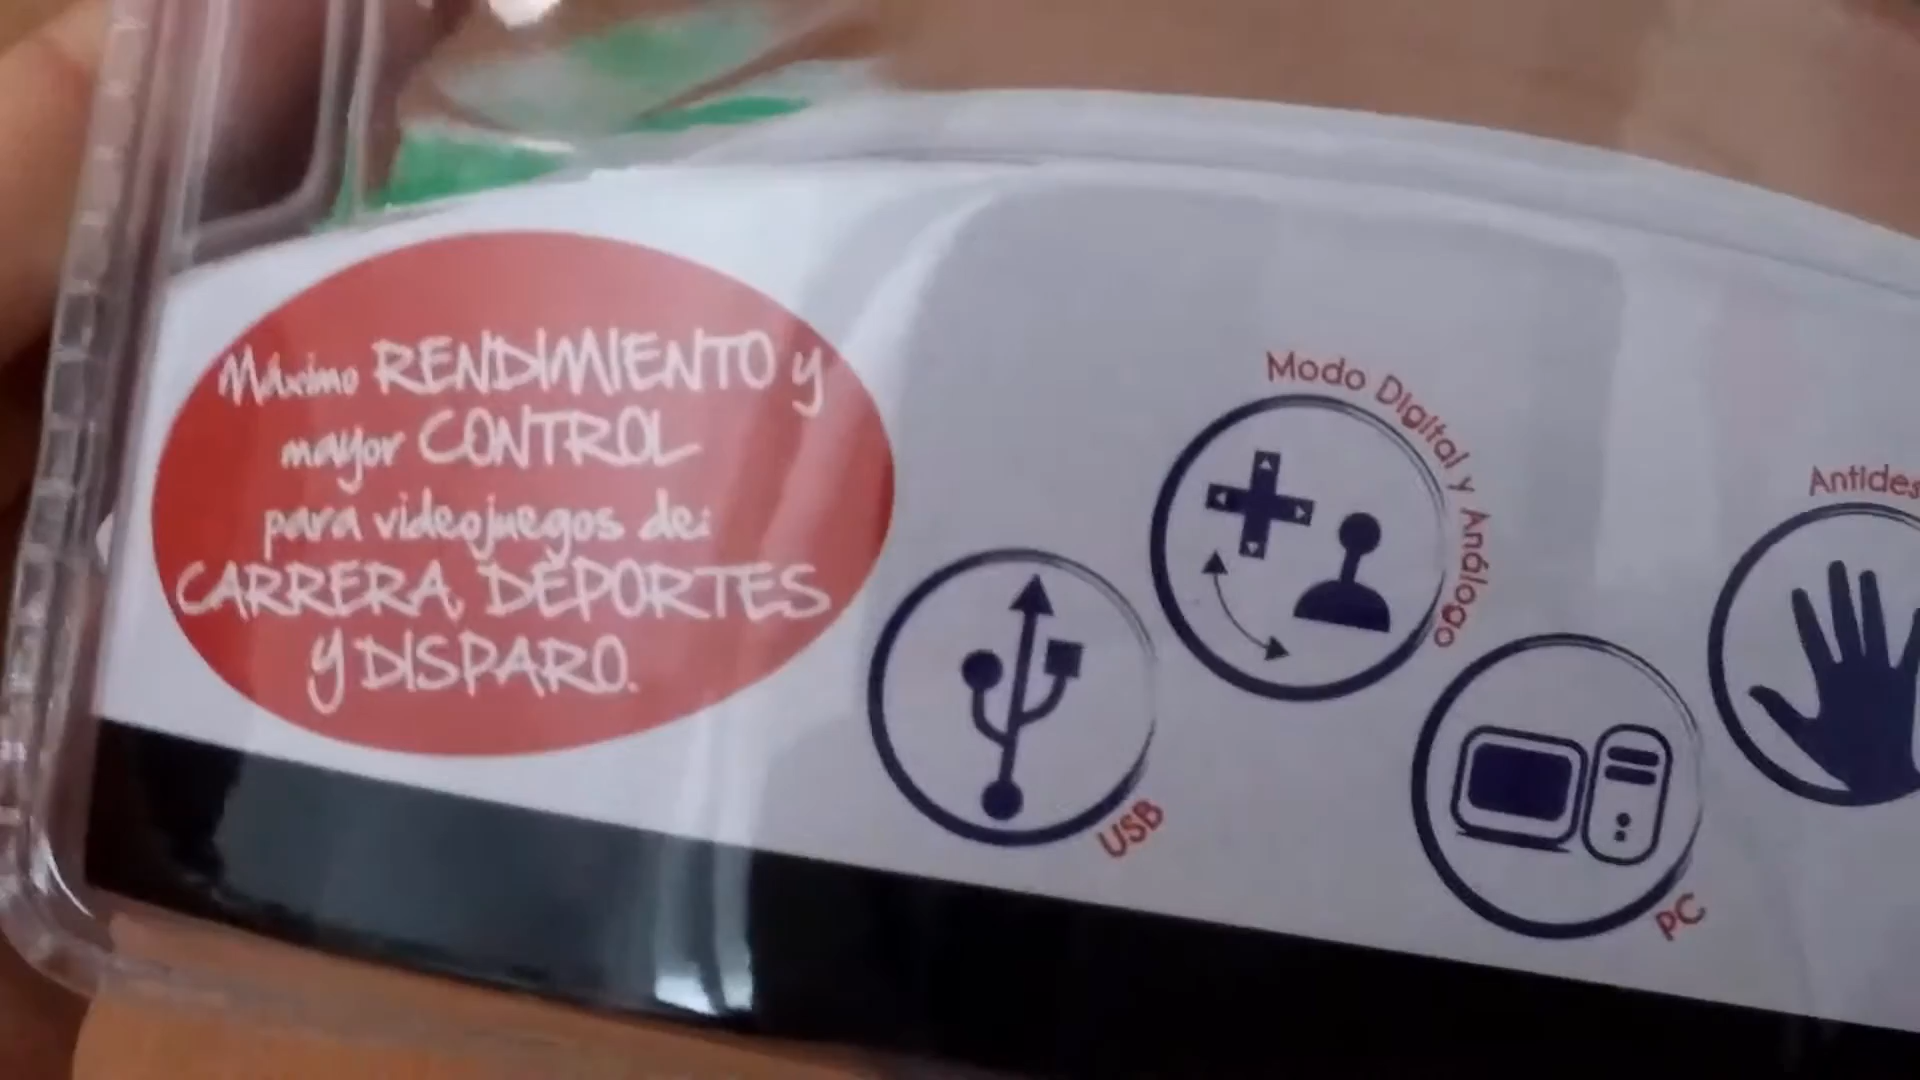 Máximo RENDIMIENTO y
mayor CONTROL
para videojuegos de:
CARRERA, DEPORTES
y DISPARO.
Modo Digital y Análogo
USB
PC
Antides